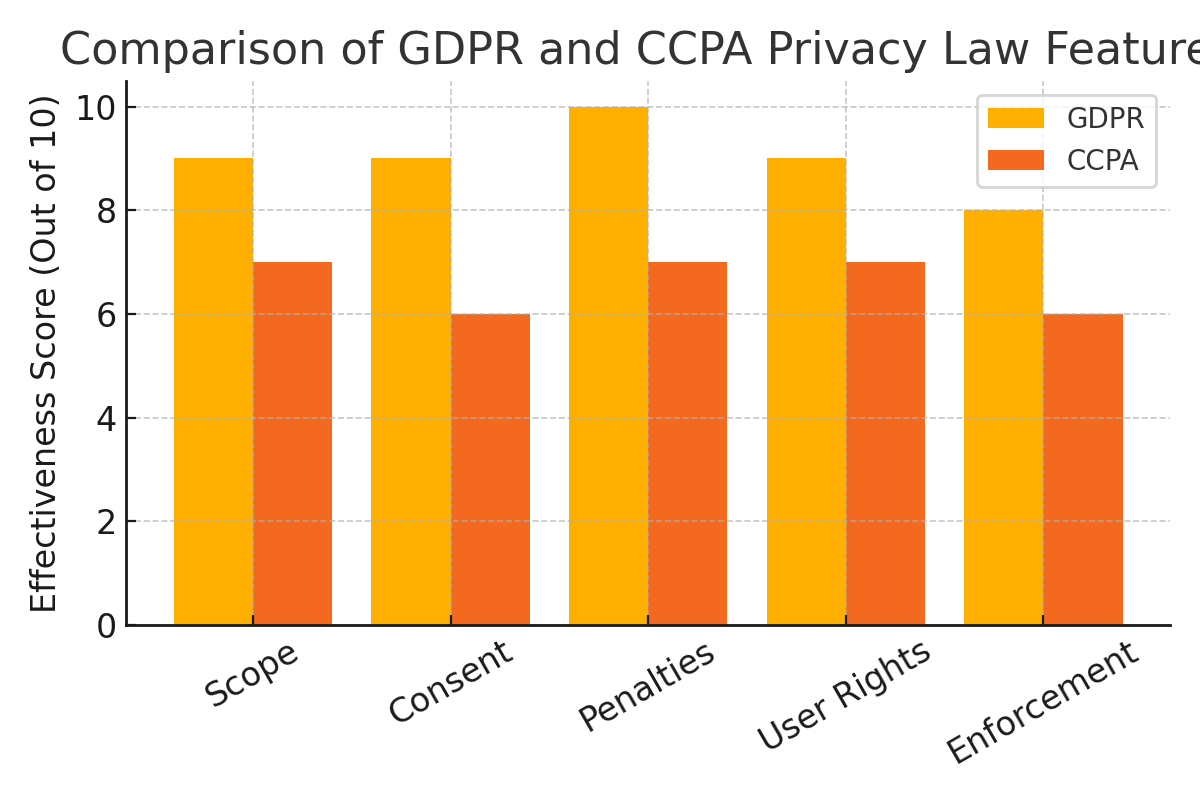 Comparison of GDPR and CCPA Privacy Law Feature
Effectiveness Score (Out of 10)
10
8
6
4
2
0
GDPR
CCPA
Scope
Consent
Penalties
User Rights
Enforcement